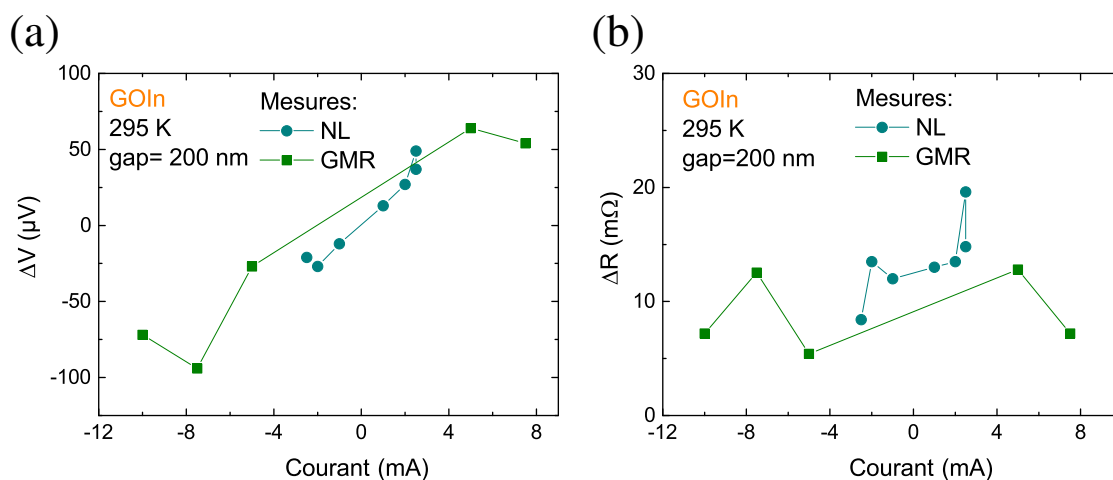 (a)
(b)
100
50
0
-50
-100
ΔV (µV)
GOIn
295 K
gap= 200 nm
Mesures:
NL
GMR
-12 -8 -4 0 4 8
Courant (mA)
30
20
10
0
ΔR (mΩ)
GOIn
295 K
gap=200 nm
Mesures:
NL
GMR
-12 -8 -4 0 4 8
Courant (mA)